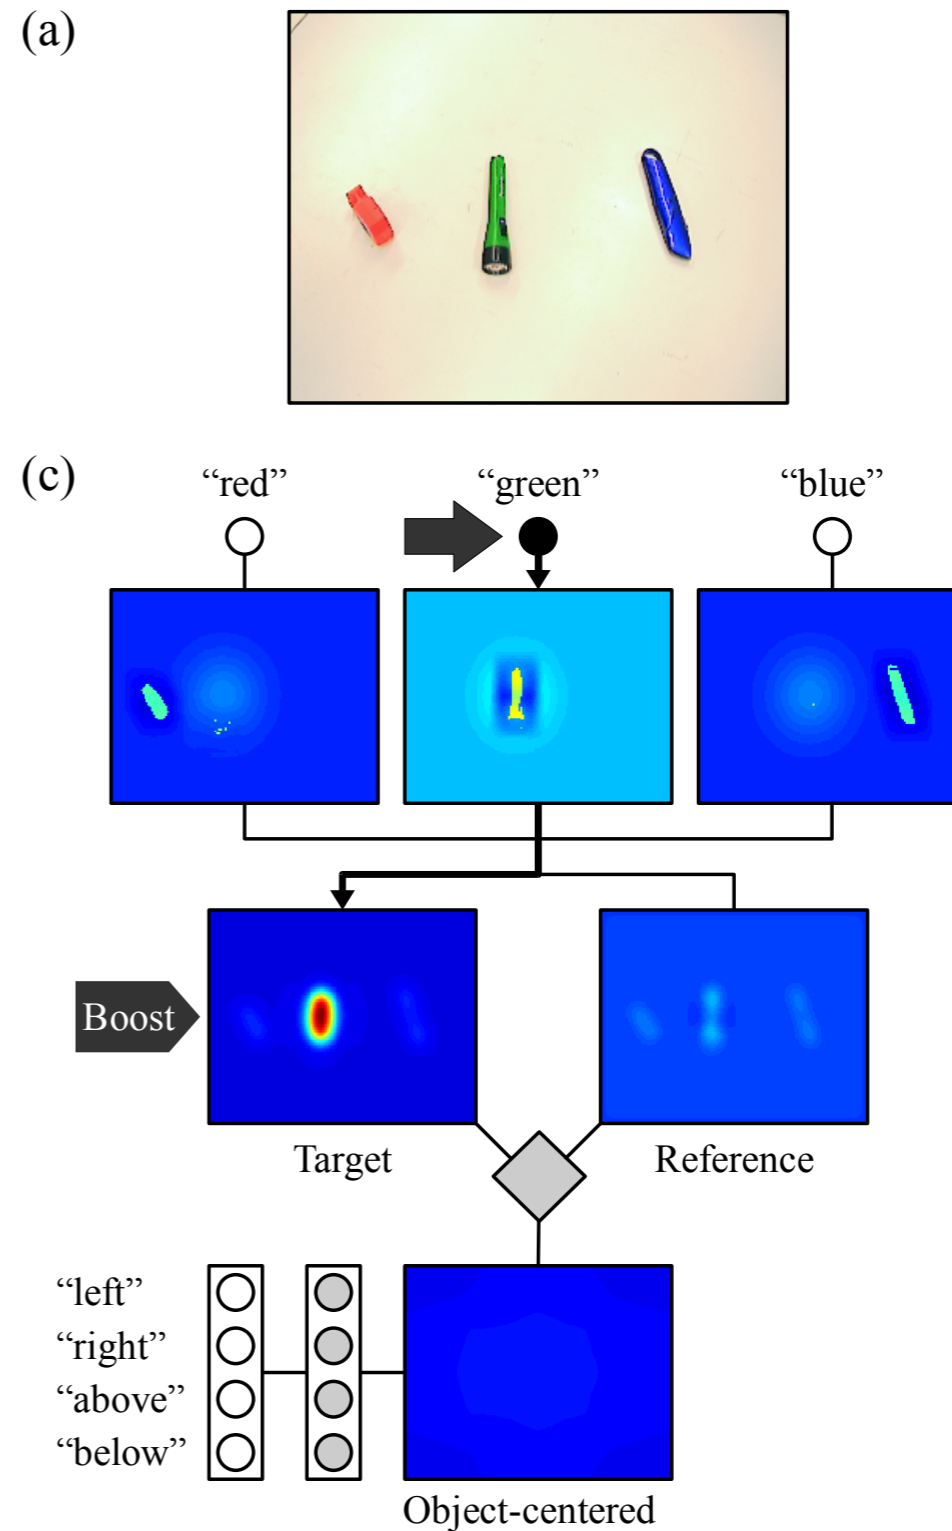 (a)
(c)
“red” “green” “blue”
Boost
Target Reference
“left”
“right”
“above”
“below”
Object-centered